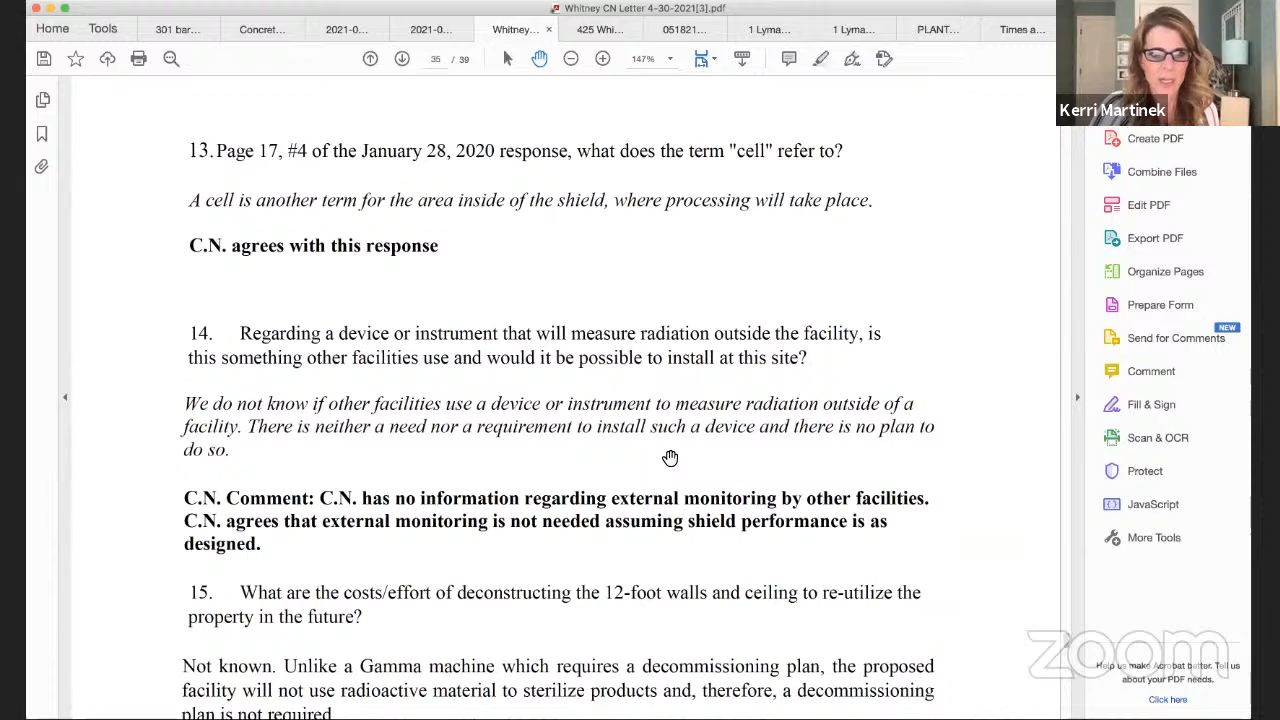 Whitney CN Letter 4-30-2021[3].pdf
Home
Tools
301 bar...
Concret...
2021-0...
2021-0...
Whitney... ×
425 Whi...
051821...
1 Lyma...
1 Lyma...
PLANT...
Times a...
35 / 39
147%
Kerri Martinek
13. Page 17, #4 of the January 28, 2020 response, what does the term "cell" refer to?
A cell is another term for the area inside of the shield, where processing will take place.
C.N. agrees with this response
14. Regarding a device or instrument that will measure radiation outside the facility, is
this something other facilities use and would it be possible to install at this site?
We do not know if other facilities use a device or instrument to measure radiation outside of a
facility. There is neither a need nor a requirement to install such a device and there is no plan to
do so.
C.N. Comment: C.N. has no information regarding external monitoring by other facilities.
C.N. agrees that external monitoring is not needed assuming shield performance is as
designed.
15. What are the costs/effort of deconstructing the 12-foot walls and ceiling to re-utilize the
property in the future?
Not known. Unlike a Gamma machine which requires a decommissioning plan, the proposed
facility will not use radioactive material to sterilize products and, therefore, a decommissioning
plan is not required
Create PDF
Combine Files
Edit PDF
Export PDF
Organize Pages
Prepare Form
NEW
Send for Comments
Comment
Fill & Sign
Scan & OCR
Protect
JavaScript
More Tools
zoom
Help us make Acrobat better. Tell us
about your PDF needs.
Click here